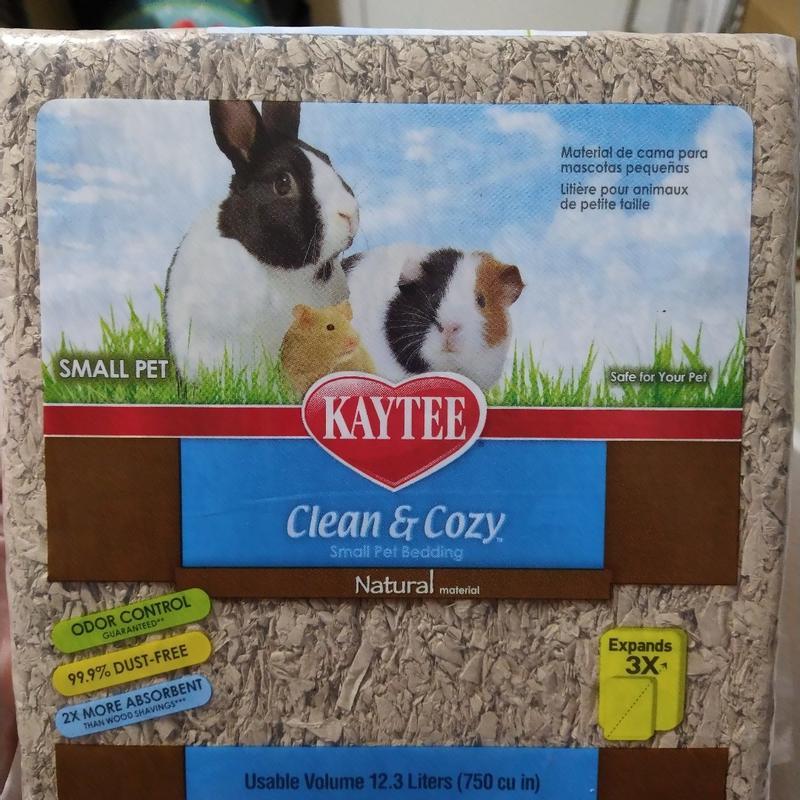 Material de cama para
mascotas pequeñas
Litière pour animaux
de petite taille
SMALL PET
Safe for Your Pet
KAYTEE
Clean & Cozy™
Small Pet Bedding
Natural material
ODOR CONTROL
GUARANTEED**
99.9% DUST-FREE
2X MORE ABSORBENT
THAN WOOD SHAVINGS***
Expands
3X
Usable Volume 12.3 Liters (750 cu in)